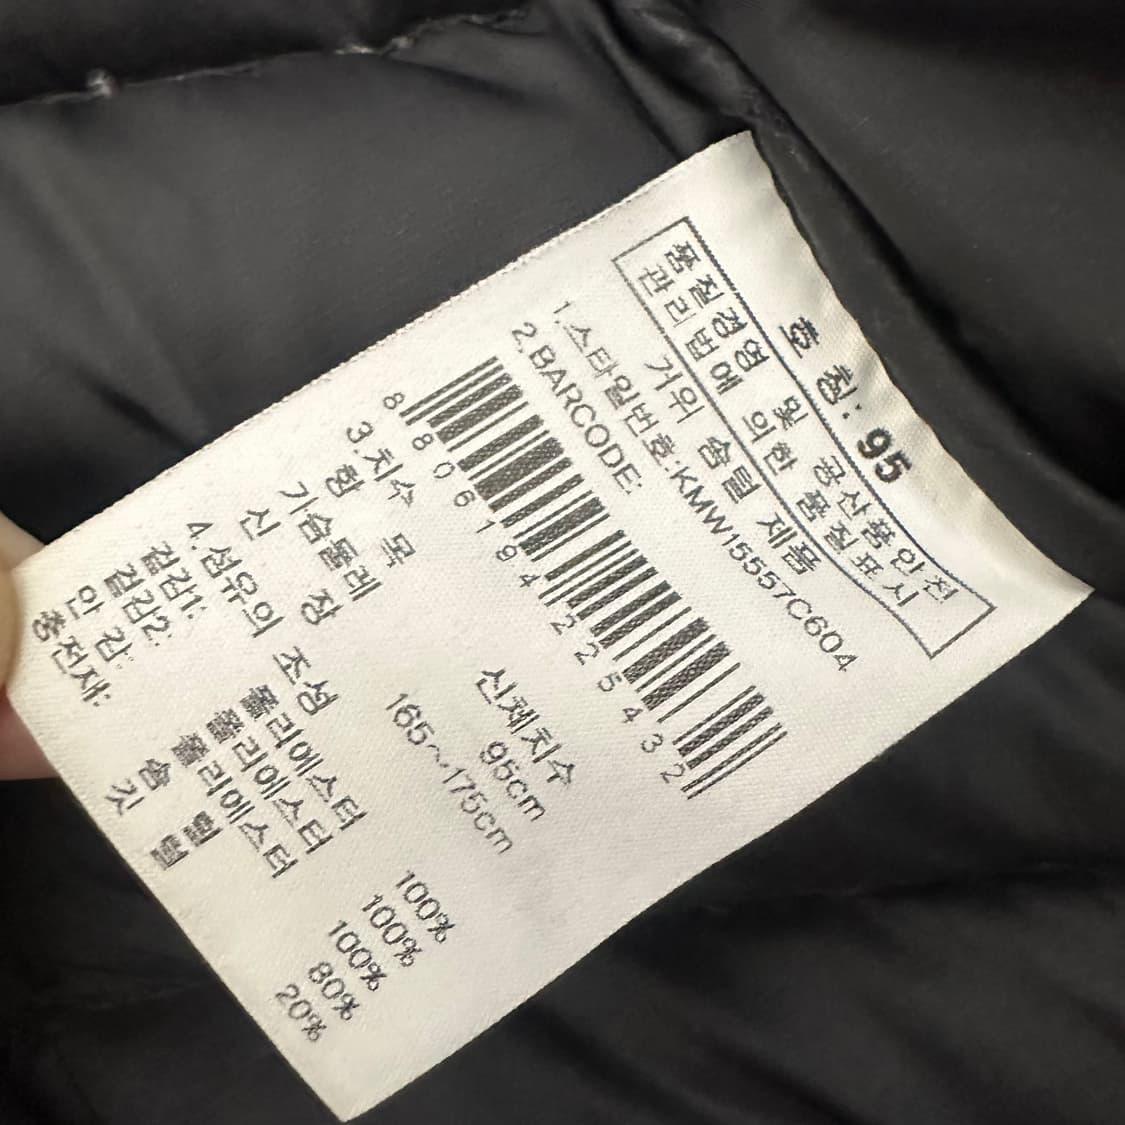 호 칭: 95
품질경영 및 공산품안전
관리법에 의한 품질표시
거위 솜털 제품
1.스타일번호:KMW15557C604
2.BARCODE:
8 806194 225432
3.치수 신체치수
항 목
가슴둘레 95cm
신 장 165~175cm
4.섬유의 조성
겉감1: 폴리에스터 100%
겉감2: 폴리에스터 100%
안 감: 폴리에스터 100%
충전재: 솜 털 80%
깃 털 20%